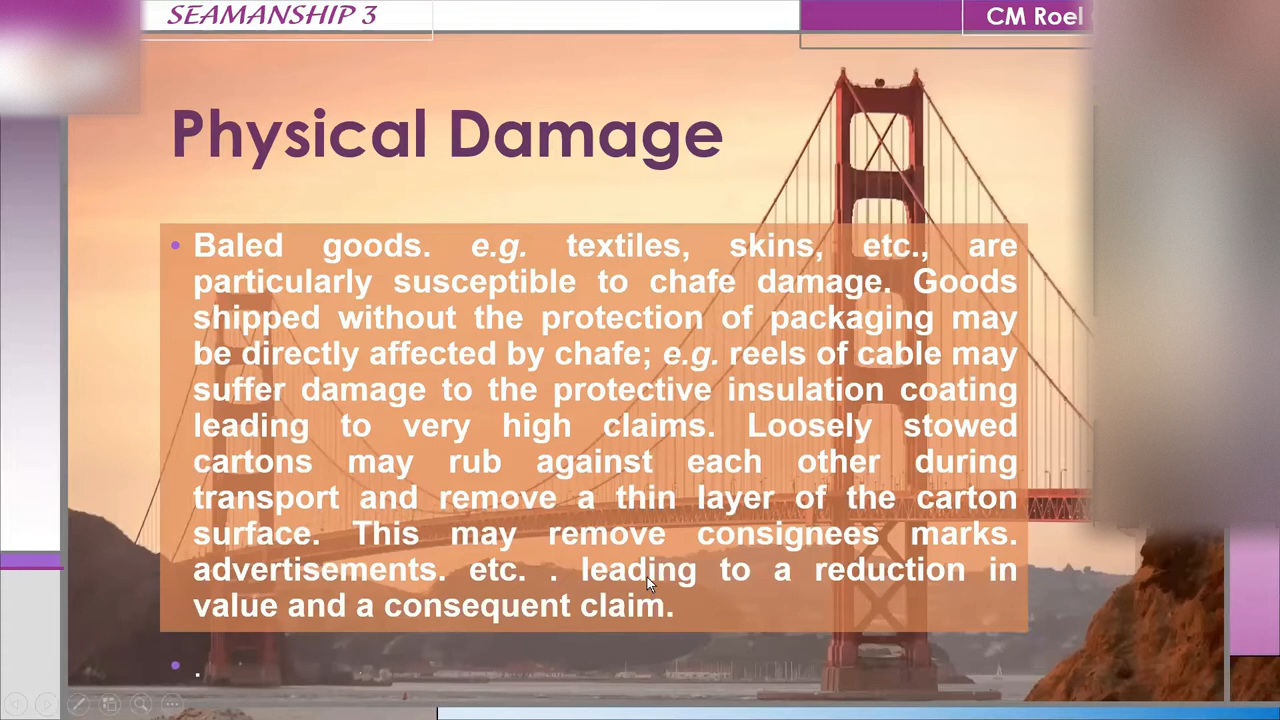 SEAMANSHIP 3
CM Roel
Physical Damage
• Baled goods. e.g. textiles, skins, etc., are
particularly susceptible to chafe damage. Goods
shipped without the protection of packaging may
be directly affected by chafe; e.g. reels of cable may
suffer damage to the protective insulation coating
leading to very high claims. Loosely stowed
cartons may rub against each other during
transport and remove a thin layer of the carton
surface. This may remove consignees marks.
advertisements. etc. . leading to a reduction in
value and a consequent claim.
• .